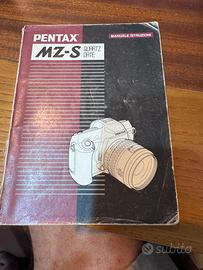 PENTAX
MANUALE ISTRUZIONI
MZ-S QUARTZ
DATE
subito